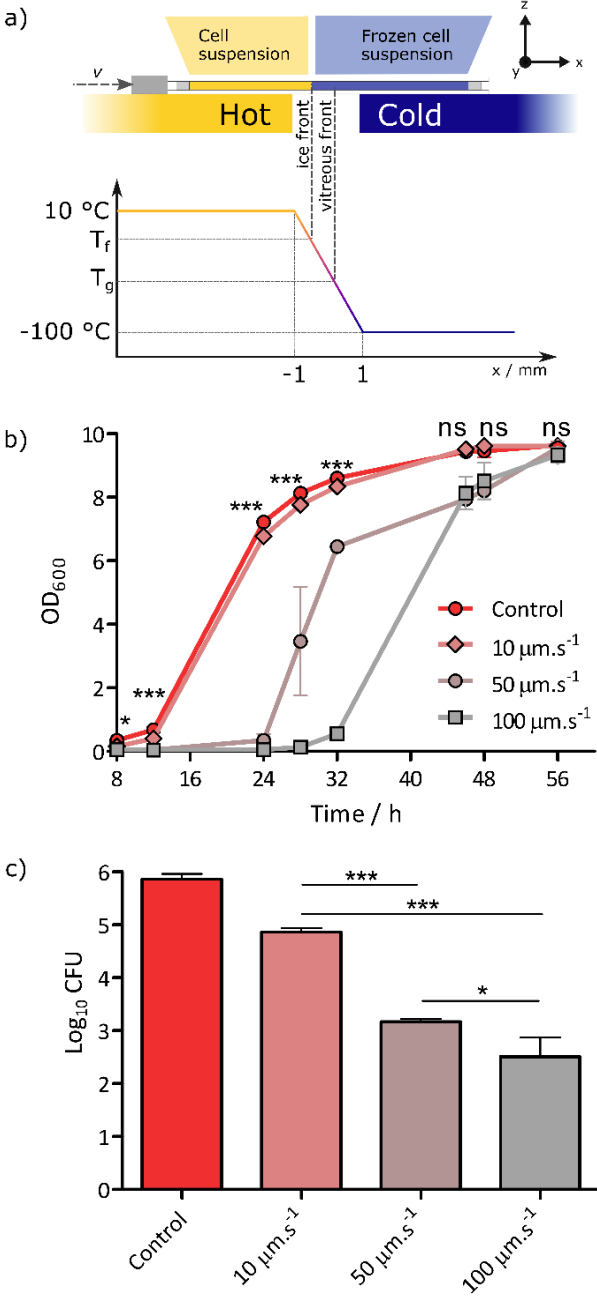 a)
Cell
suspension
Frozen cell
suspension
z
y
x
v
Hot
Cold
ice front
vitreous front
10 °C
T_f
T_g
-100 °C
-1
1
x / mm
b)
ns ns ns
*** *** ***
* ***
OD₆₀₀
10
8
6
4
2
0
Control
10 µm.s⁻¹
50 µm.s⁻¹
100 µm.s⁻¹
8 16 24 32 40 48 56
Time / h
c)
Log₁₀ CFU
6
5
4
3
2
1
0
***
***
*
Control
10 µm.s⁻¹
50 µm.s⁻¹
100 µm.s⁻¹